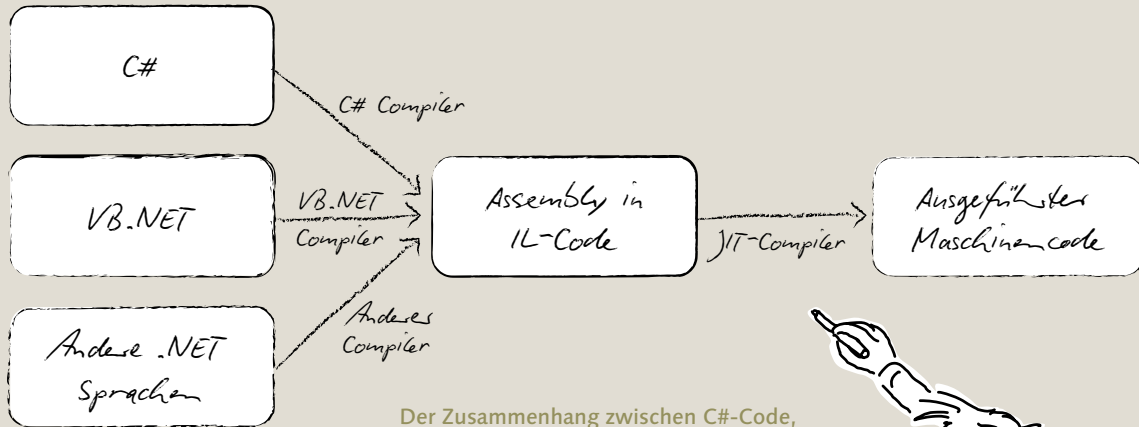 C#
C# Compiler
VB.NET
VB.NET
Compiler
Assembly in
IL-Code
JIT-Compiler
Ausgeführter
Maschinencode
Andere .NET
Sprachen
Anderer
Compiler
Der Zusammenhang zwischen C#-Code,